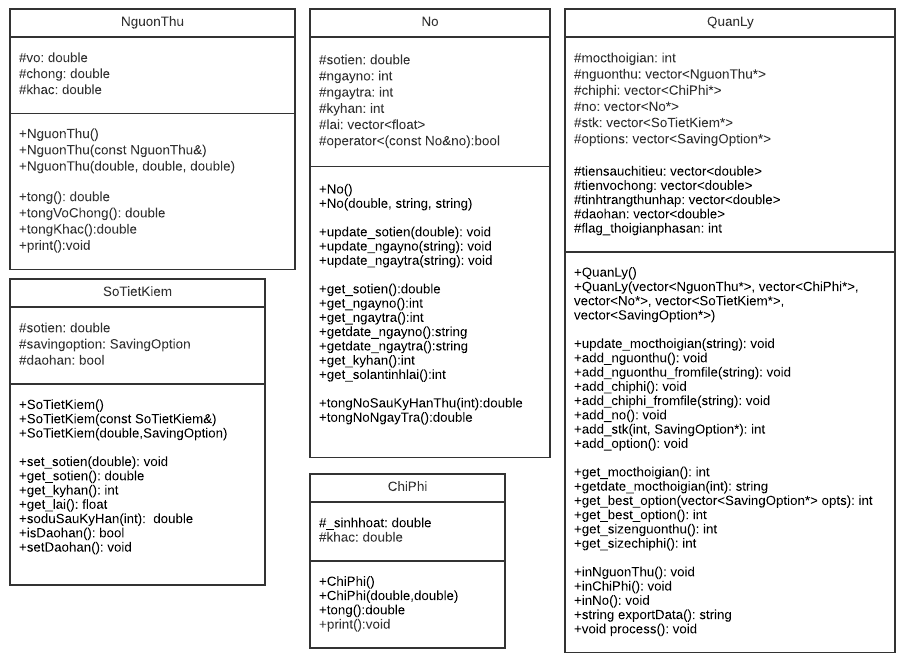 NguonThu
#vo: double
#chong: double
#khac: double
+NguonThu()
+NguonThu(const NguonThu&)
+NguonThu(double, double, double)
+tong(): double
+tongVoChong(): double
+tongKhac():double
+print():void
SoTietKiem
#sotien: double
#savingoption: SavingOption
#daohan: bool
+SoTietKiem()
+SoTietKiem(const SoTietKiem&)
+SoTietKiem(double,SavingOption)
+set_sotien(double): void
+get_sotien(): double
+get_kyhan(): int
+get_lai(): float
+soduSauKyHan(int): double
+isDaohan(): bool
+setDaohan(): void
No
#sotien: double
#ngayno: int
#ngaytra: int
#kyhan: int
#lai: vector<float>
#operator<(const No&no):bool
+No()
+No(double, string, string)
+update_sotien(double): void
+update_ngayno(string): void
+update_ngaytra(string): void
+get_sotien():double
+get_ngayno():int
+get_ngaytra():int
+getdate_ngayno():string
+getdate_ngaytra():string
+get_kyhan():int
+get_solantinhlai():int
+tongNoSauKyHanThu(int):double
+tongNoNgayTra():double
ChiPhi
#_sinhhoat: double
#khac: double
+ChiPhi()
+ChiPhi(double,double)
+tong():double
+print():void
QuanLy
#mocthoigian: int
#nguonthu: vector<NguonThu*>
#chiphi: vector<ChiPhi*>
#no: vector<No*>
#stk: vector<SoTietKiem*>
#options: vector<SavingOption*>
#tiensauchitieu: vector<double>
#tienvochong: vector<double>
#tinhtrangthunhap: vector<double>
#daohan: vector<double>
#flag_thoigianphasan: int
+QuanLy()
+QuanLy(vector<NguonThu*>, vector<ChiPhi*>,
vector<No*>, vector<SoTietKiem*>,
vector<SavingOption*>)
+update_mocthoigian(string): void
+add_nguonthu(): void
+add_nguonthu_fromfile(string): void
+add_chiphi(): void
+add_chiphi_fromfile(string): void
+add_no(): void
+add_stk(int, SavingOption*): int
+add_option(): void
+get_mocthoigian(): int
+getdate_mocthoigian(int): string
+get_best_option(vector<SavingOption*> opts): int
+get_best_option(): int
+get_sizenguonthu(): int
+get_sizechiphi(): int
+inNguonThu(): void
+inChiPhi(): void
+inNo(): void
+string exportData(): string
+void process(): void